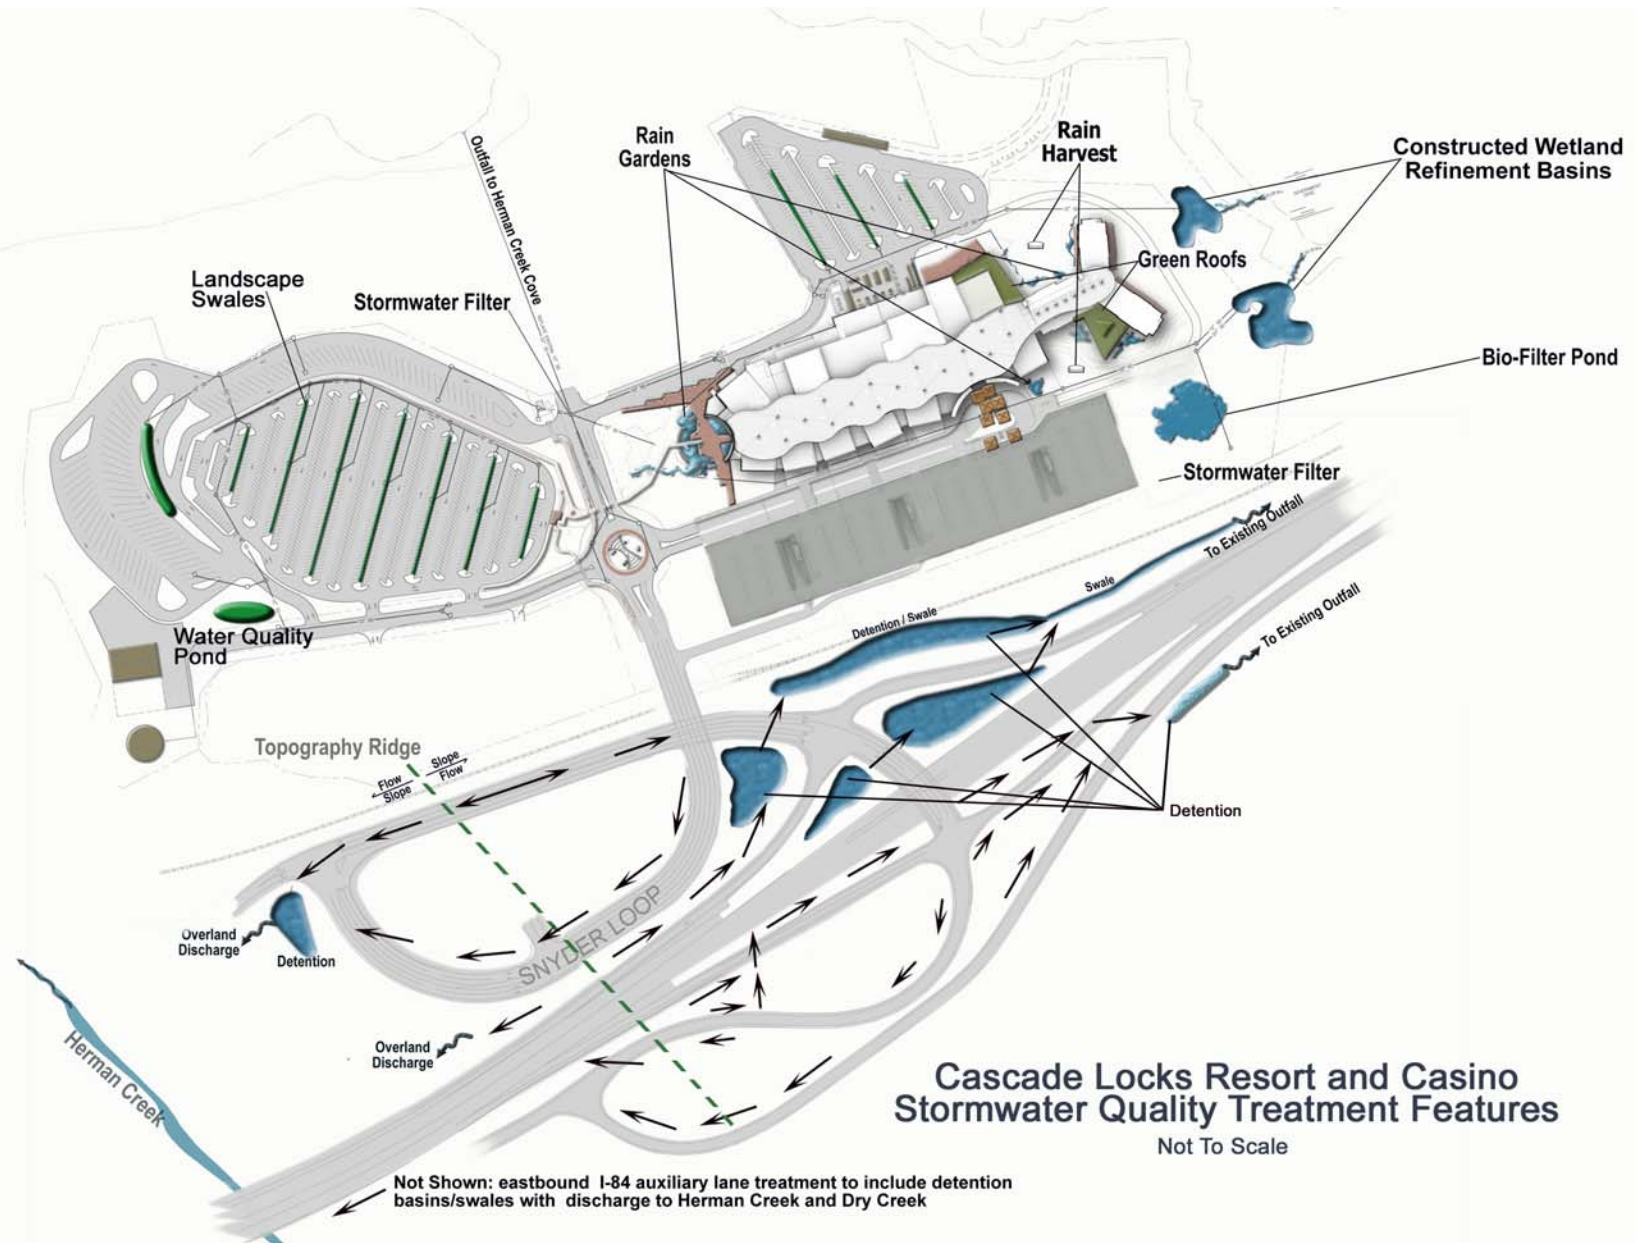 Rain
Gardens
Rain
Harvest
Constructed Wetland
Refinement Basins
Outfall to Herman Creek Cove
Green Roofs
Landscape
Swales
Stormwater Filter
Bio-Filter Pond
Stormwater Filter
To Existing Outfall
Swale
Detention / Swale
To Existing Outfall
Water Quality
Pond
Topography Ridge
Slope
Flow
Flow
Slope
Detention
SNYDER LOOP
Overland
Discharge
Detention
Herman Creek
Overland
Discharge
Cascade Locks Resort and Casino
Stormwater Quality Treatment Features
Not To Scale
Not Shown: eastbound I-84 auxiliary lane treatment to include detention
basins/swales with discharge to Herman Creek and Dry Creek